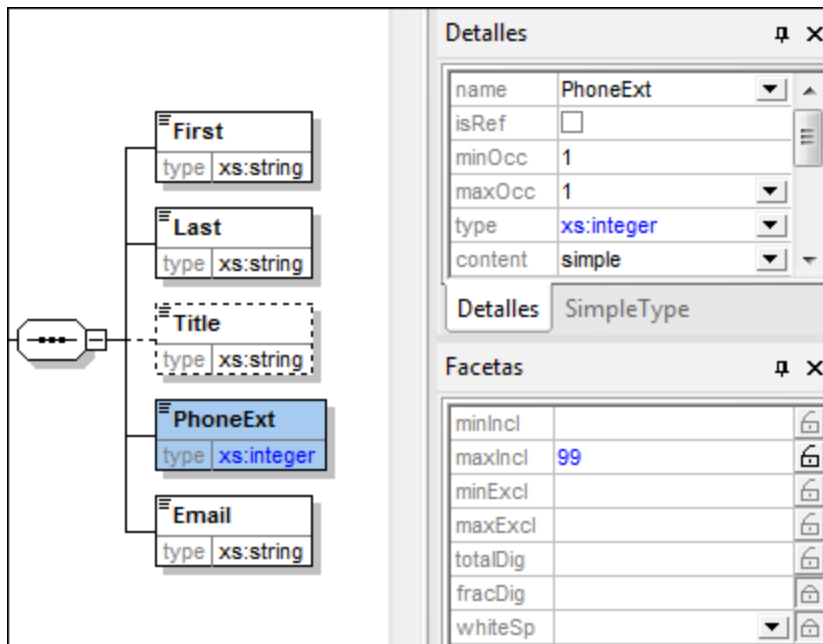 First
type xs:string
Last
type xs:string
Title
type xs:string
PhoneExt
type xs:integer
Email
type xs:string
Detalles
name PhoneExt
isRef
minOcc 1
maxOcc 1
type xs:integer
content simple
Detalles SimpleType
Facetas
minIncl
maxIncl 99
minExcl
maxExcl
totalDig
fracDig
whiteSp